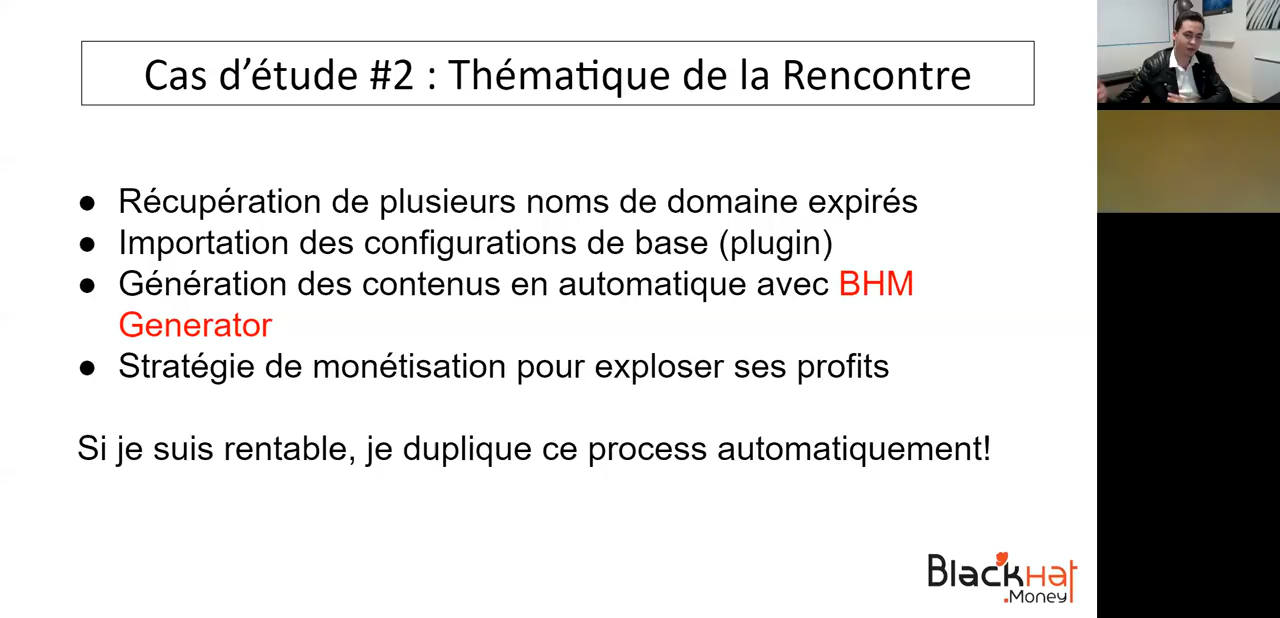 Cas d’étude #2 : Thématique de la Rencontre
● Récupération de plusieurs noms de domaine expirés
● Importation des configurations de base (plugin)
● Génération des contenus en automatique avec BHM
Generator
● Stratégie de monétisation pour exploser ses profits
Si je suis rentable, je duplique ce process automatiquement!
BlackHat
.Money